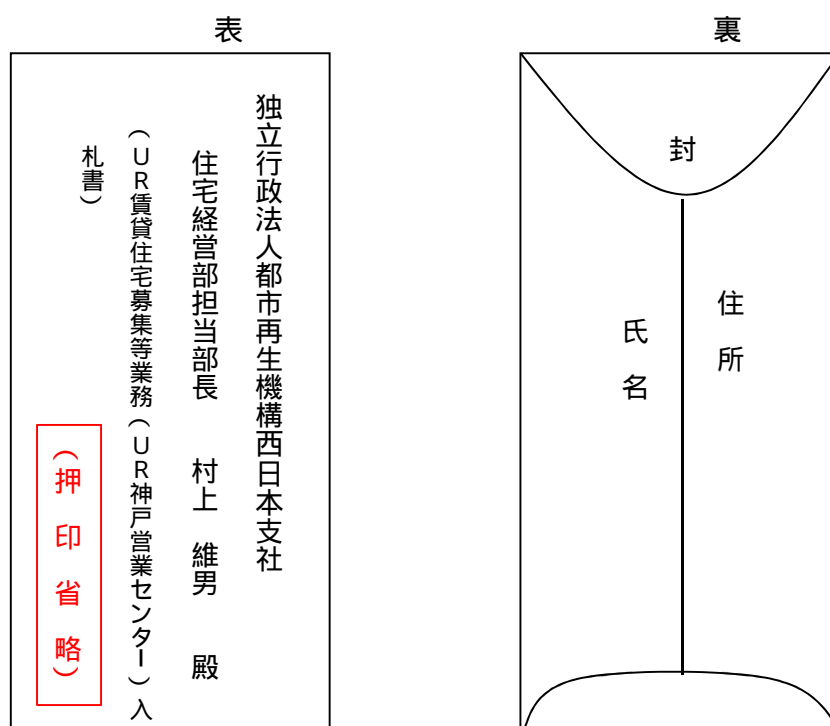 表
独立行政法人都市再生機構西日本支社
住宅経営部担当部長　村上　維男　殿
(UR賃貸住宅募集等業務(UR神戸営業センター)入
札書)
(押印省略)
裏
封
住所
氏名